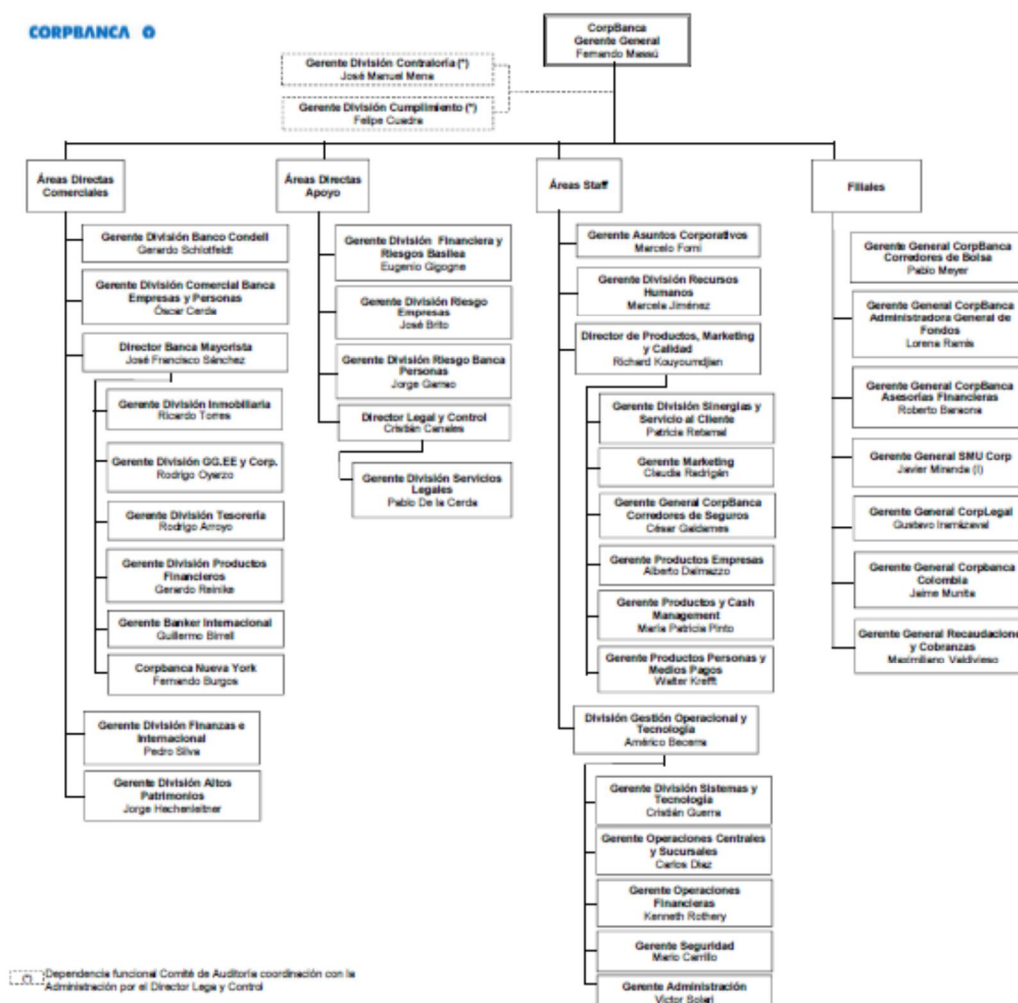 CORPBANCA
CorpBanca
Gerente General
Fernando Massú
Gerente División Contraloría (*)
José Manuel Mena
Gerente División Cumplimiento (*)
Felipe Cuadra
Áreas Directas
Comerciales
Gerente División Banco Condell
Gerardo Schlotfeldt
Gerente División Comercial Banca
Empresas y Personas
Óscar Cerda
Director Banca Mayorista
José Francisco Sánchez
Gerente División Inmobiliaria
Ricardo Torres
Gerente División GG.EE y Corp.
Rodrigo Oyarzo
Gerente División Tesorería
Rodrigo Arroyo
Gerente División Productos
Financieros
Gerardo Reinike
Gerente Banker Internacional
Guillermo Birrell
Corpbanca Nueva York
Fernando Burgos
Gerente División Finanzas e
Internacional
Pedro Silva
Gerente División Altos
Patrimonios
Jorge Hechenleitner
Áreas Directas
Apoyo
Gerente División Financiera y
Riesgos Basilea
Eugenio Gigogne
Gerente División Riesgo
Empresas
José Brito
Gerente División Riesgo Banca
Personas
Jorge Garrao
Director Legal y Control
Cristián Canales
Gerente División Servicios
Legales
Pablo De la Cerda
Áreas Staff
Gerente Asuntos Corporativos
Marcelo Forni
Gerente División Recursos
Humanos
Marcela Jiménez
Director de Productos, Marketing
y Calidad
Richard Kouyoumdjian
Gerente División Sinergias y
Servicio al Cliente
Patricia Retamal
Gerente Marketing
Claudia Radrigán
Gerente General CorpBanca
Corredores de Seguros
César Galdames
Gerente Productos Empresas
Alberto Dalmazzo
Gerente Productos y Cash
Management
María Patricia Pinto
Gerente Productos Personas y
Medios Pagos
Walter Krefft
División Gestión Operacional y
Tecnología
Américo Becerra
Gerente División Sistemas y
Tecnología
Cristián Guerra
Gerente Operaciones Centrales
y Sucursales
Carlos Díaz
Gerente Operaciones
Financieras
Kenneth Rothery
Gerente Seguridad
Mario Carrillo
Gerente Administración
Víctor Solari
Filiales
Gerente General CorpBanca
Corredores de Bolsa
Pablo Meyer
Gerente General CorpBanca
Administradora General de
Fondos
Lorena Ramis
Gerente General CorpBanca
Asesorías Financieras
Roberto Baraona
Gerente General SMU Corp
Javier Miranda (I)
Gerente General CorpLegal
Gustavo Irarrázaval
Gerente General Corpbanca
Colombia
Jaime Munita
Gerente General Recaudacione
y Cobranzas
Maximiliano Valdivieso
(*) Dependencia funcional Comité de Auditoría coordinación con la
Administración por el Director Lega y Control